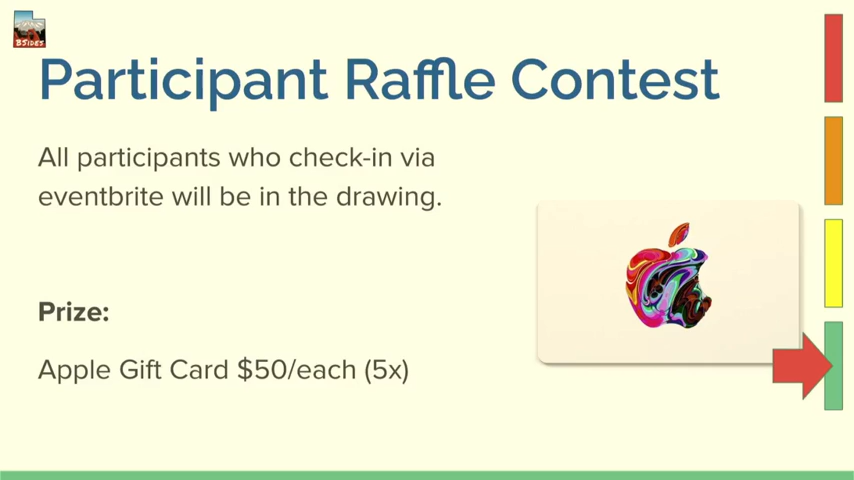 BSIDES
Participant Raffle Contest
All participants who check-in via
eventbrite will be in the drawing.
Prize:
Apple Gift Card $50/each (5x)